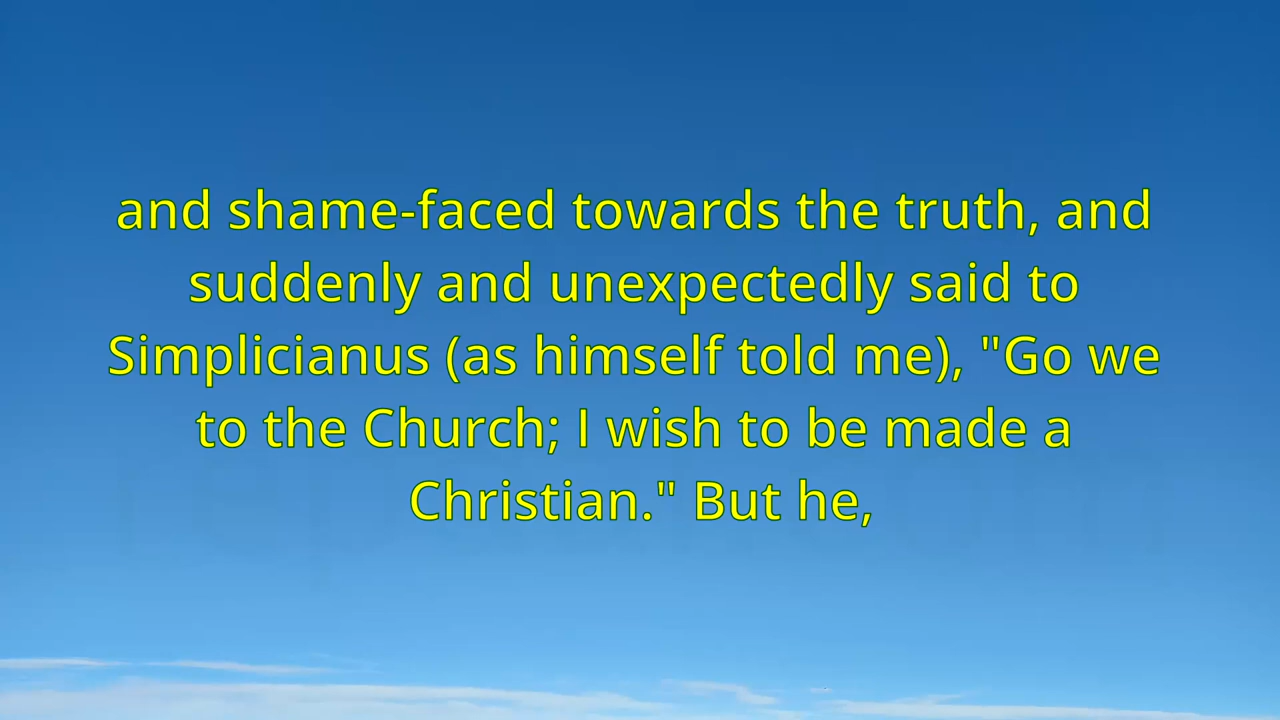 and shame-faced towards the truth, and
suddenly and unexpectedly said to
Simplicianus (as himself told me), "Go we
to the Church; I wish to be made a
Christian." But he,